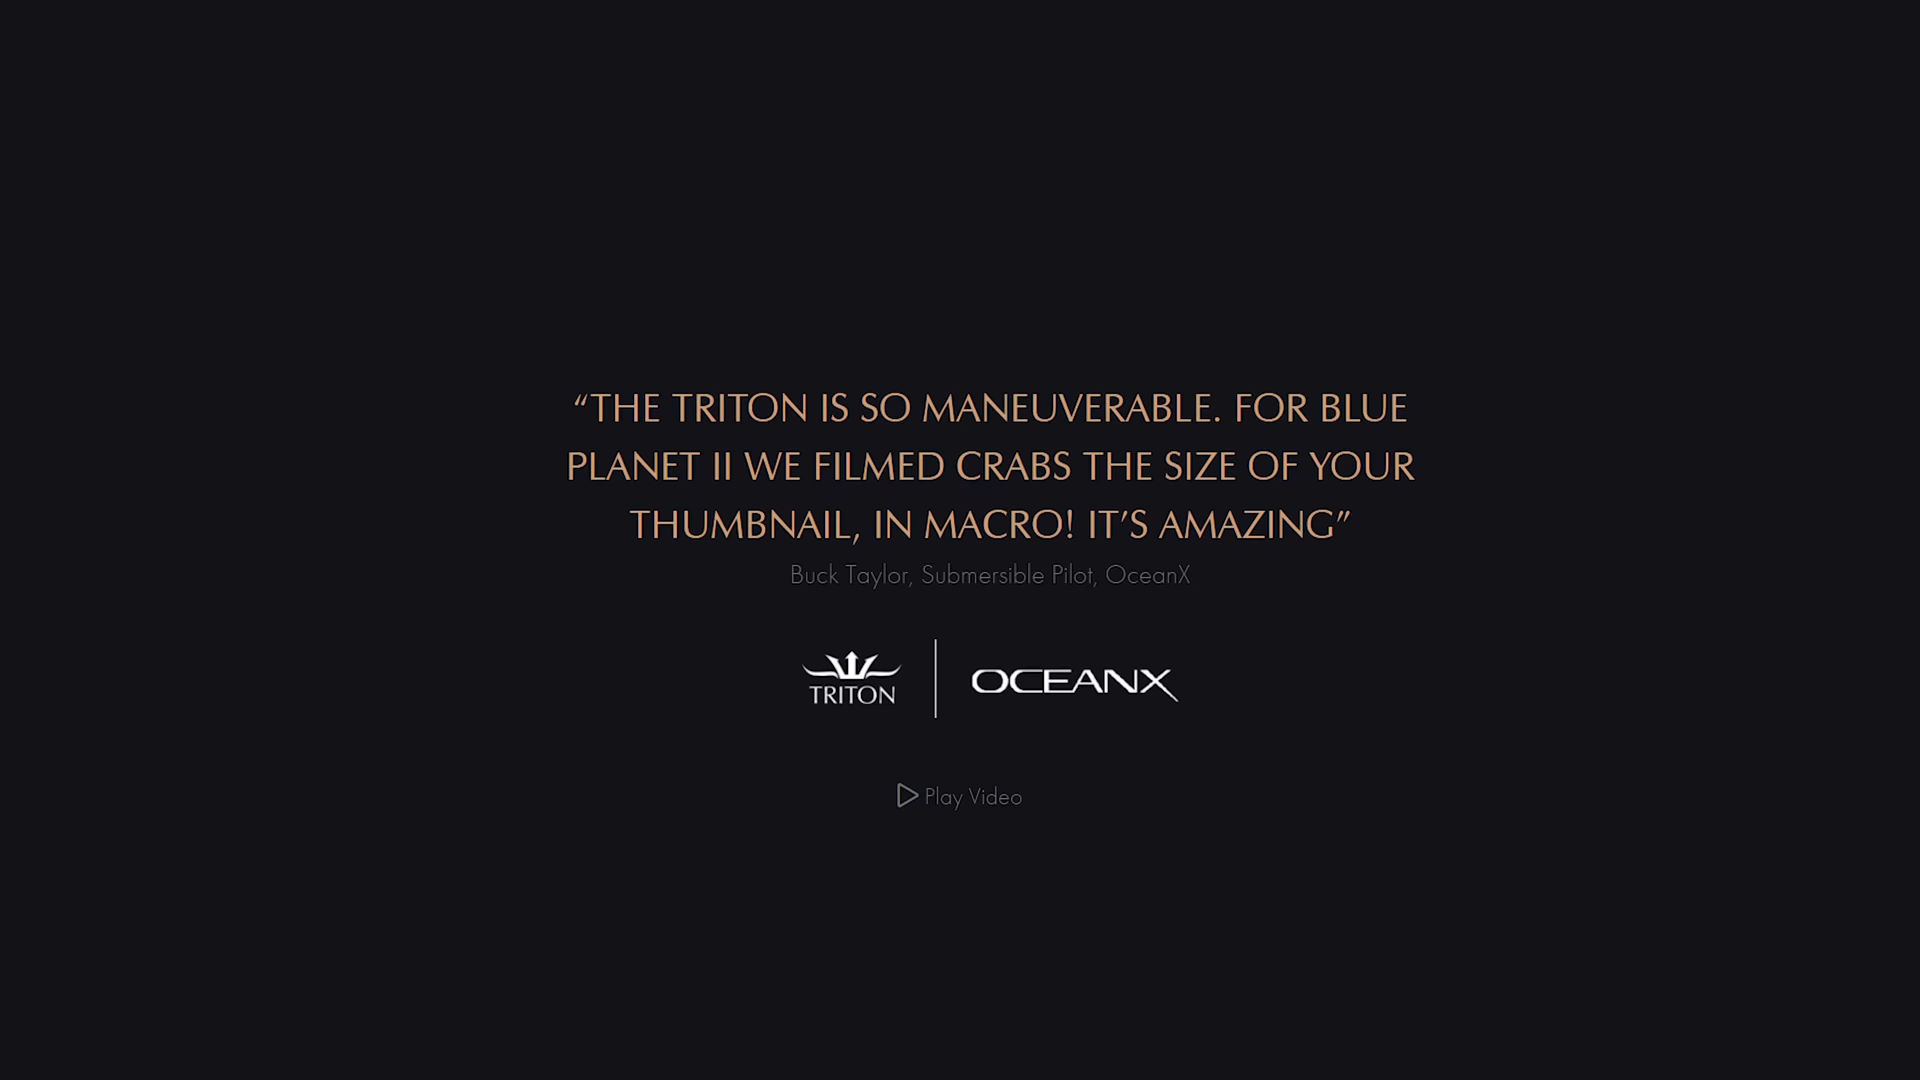 “THE TRITON IS SO MANEUVERABLE. FOR BLUE
PLANET II WE FILMED CRABS THE SIZE OF YOUR
THUMBNAIL, IN MACRO! IT’S AMAZING”
Buck Taylor, Submersible Pilot, OceanX
TRITON
OCEANX
Play Video